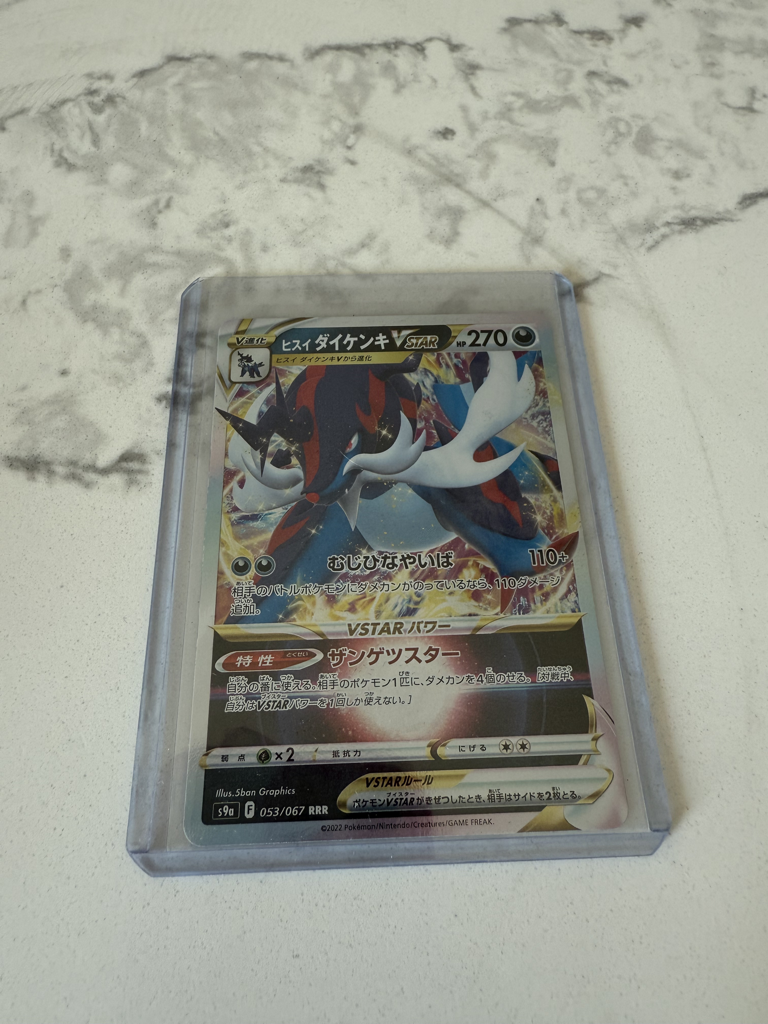 V進化
ヒスイ ダイケンキ VSTAR HP 270
ヒスイ ダイケンキVから進化
むじひなやいば 110+
相手のバトルポケモンにダメカンがのっているなら、110ダメージ
追加。
VSTARパワー
特性 とくせい ザンゲツスター
自分の番に使える。相手のポケモン1匹に、ダメカンを4個のせる。[対戦中、
自分はVSTARパワーを1回しか使えない。]
弱点 ×2 抵抗力 にげる
VSTARルール
ポケモンVSTARがきぜつしたとき、相手はサイドを2枚とる。
Illus.5ban Graphics
s9a F 053/067 RRR
©2022 Pokémon/Nintendo/Creatures/GAME FREAK.